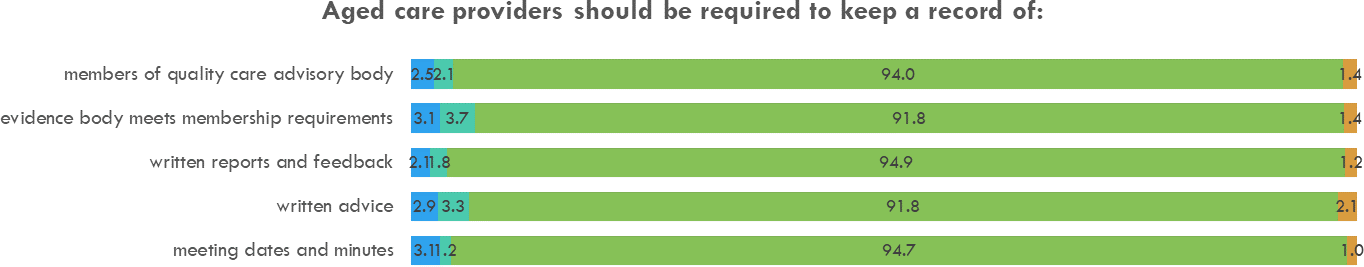 Aged care providers should be required to keep a record of:
members of quality care advisory body 2.5 2.1 94.0 1.4
evidence body meets membership requirements 3.1 3.7 91.8 1.4
written reports and feedback 2.1 1.8 94.9 1.2
written advice 2.9 3.3 91.8 2.1
meeting dates and minutes 3.1 1.2 94.7 1.0